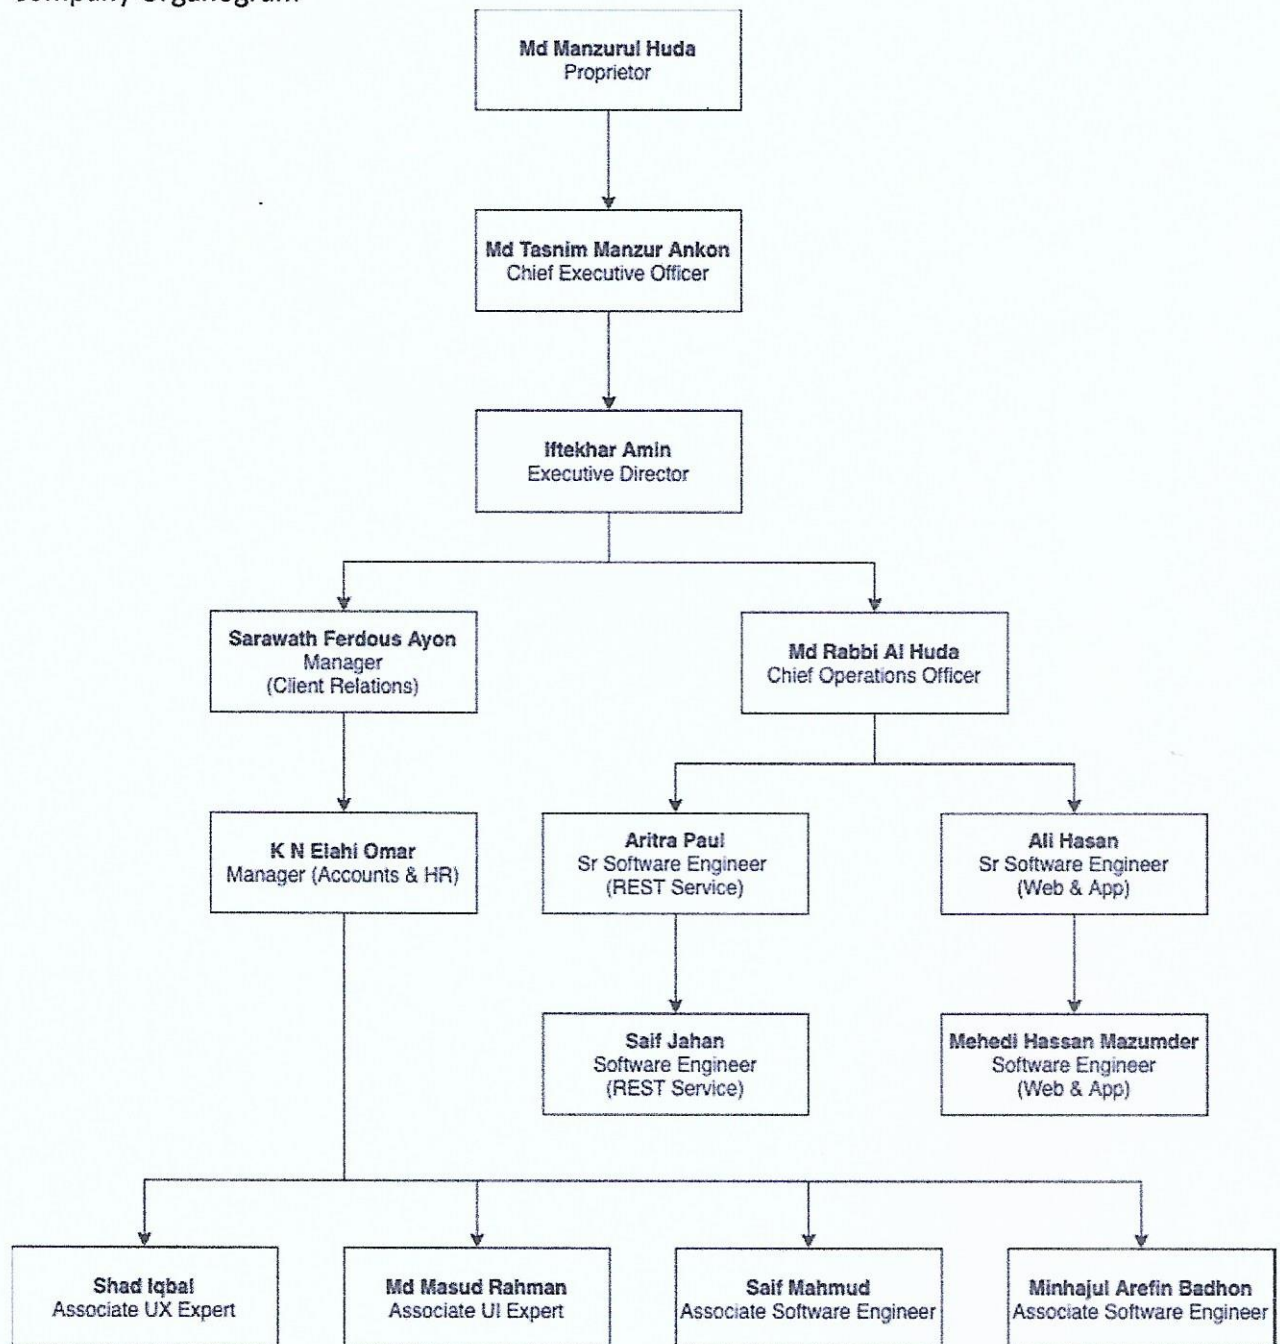 Company Organogram
Md Manzurul Huda
Proprietor
Md Tasnim Manzur Ankon
Chief Executive Officer
Iftekhar Amin
Executive Director
Sarawath Ferdous Ayon
Manager
(Client Relations)
Md Rabbi Al Huda
Chief Operations Officer
K N Elahi Omar
Manager (Accounts & HR)
Aritra Paul
Sr Software Engineer
(REST Service)
Ali Hasan
Sr Software Engineer
(Web & App)
Saif Jahan
Software Engineer
(REST Service)
Mehedi Hassan Mazumder
Software Engineer
(Web & App)
Shad Iqbal
Associate UX Expert
Md Masud Rahman
Associate UI Expert
Saif Mahmud
Associate Software Engineer
Minhajul Arefin Badhon
Associate Software Engineer